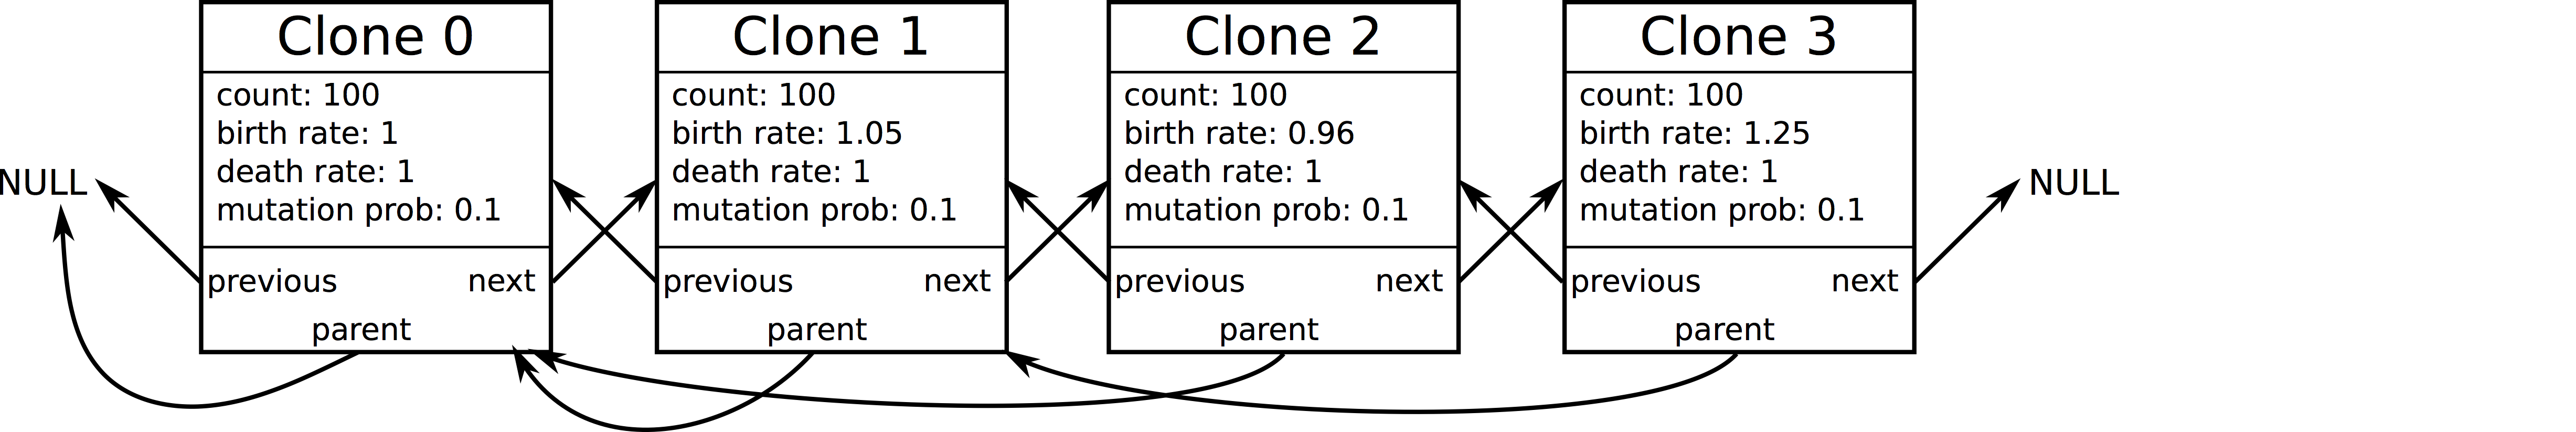 NULL
Clone 0
count: 100
birth rate: 1
death rate: 1
mutation prob: 0.1
previous next
parent
Clone 1
count: 100
birth rate: 1.05
death rate: 1
mutation prob: 0.1
previous next
parent
Clone 2
count: 100
birth rate: 0.96
death rate: 1
mutation prob: 0.1
previous next
parent
Clone 3
count: 100
birth rate: 1.25
death rate: 1
mutation prob: 0.1
previous next
parent
NULL